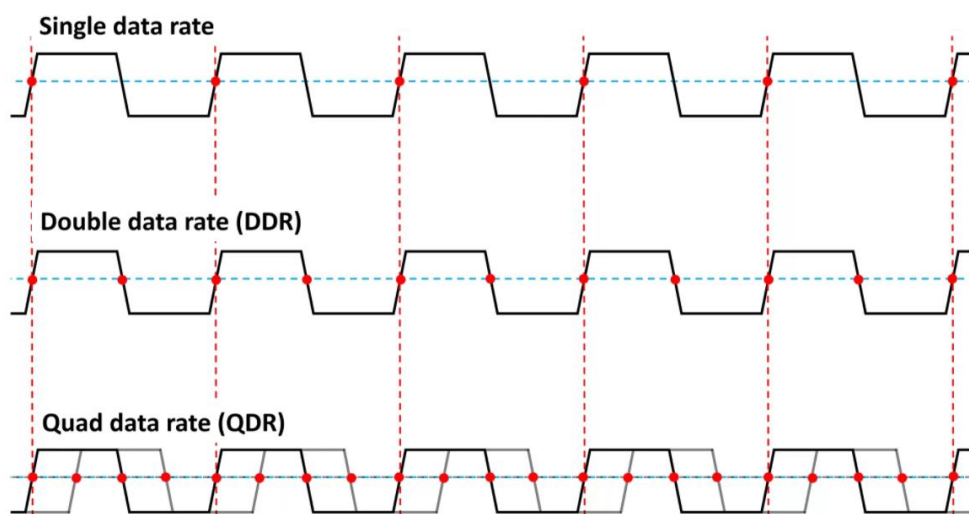 Single data rate
Double data rate (DDR)
Quad data rate (QDR)